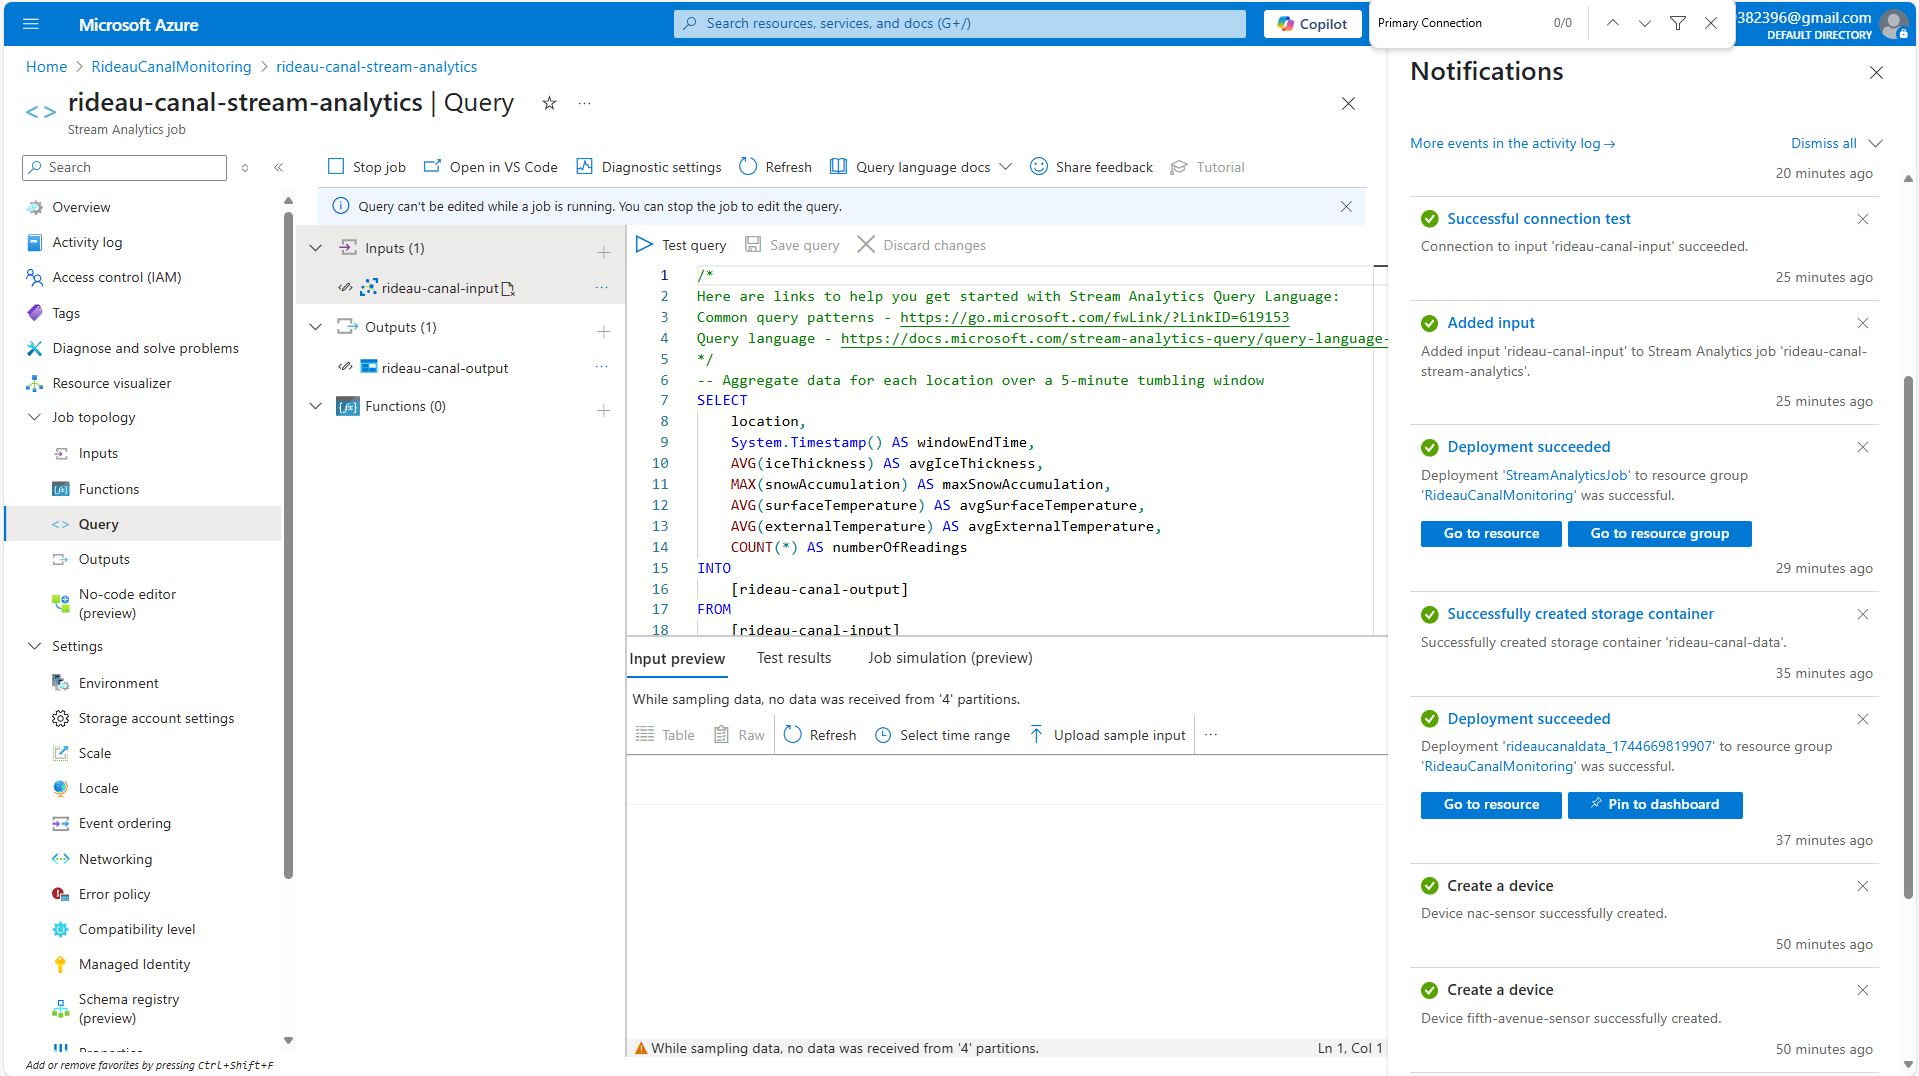 Microsoft Azure
Search resources, services, and docs (G+/)
Copilot
Primary Connection
0/0
382396@gmail.com
DEFAULT DIRECTORY
Home > RideauCanalMonitoring > rideau-canal-stream-analytics
rideau-canal-stream-analytics | Query
Stream Analytics job
Search
Overview
Activity log
Access control (IAM)
Tags
Diagnose and solve problems
Resource visualizer
Job topology
Inputs
Functions
Query
Outputs
No-code editor
(preview)
Settings
Environment
Storage account settings
Scale
Locale
Event ordering
Networking
Error policy
Compatibility level
Managed Identity
Schema registry
(preview)
Properties
Add or remove favorites by pressing Ctrl+Shift+F
Stop job
Open in VS Code
Diagnostic settings
Refresh
Query language docs
Share feedback
Tutorial
Query can't be edited while a job is running. You can stop the job to edit the query.
Inputs (1)
rideau-canal-input
Outputs (1)
rideau-canal-output
Functions (0)
Test query
Save query
Discard changes
1 /*
2 Here are links to help you get started with Stream Analytics Query Language:
3 Common query patterns - https://go.microsoft.com/fwLink/?LinkID=619153
4 Query language - https://docs.microsoft.com/stream-analytics-query/query-language-
5 */
6 -- Aggregate data for each location over a 5-minute tumbling window
7 SELECT
8 location,
9 System.Timestamp() AS windowEndTime,
10 AVG(iceThickness) AS avgIceThickness,
11 MAX(snowAccumulation) AS maxSnowAccumulation,
12 AVG(surfaceTemperature) AS avgSurfaceTemperature,
13 AVG(externalTemperature) AS avgExternalTemperature,
14 COUNT(*) AS numberOfReadings
15 INTO
16 [rideau-canal-output]
17 FROM
18 [rideau-canal-input]
Input preview
Test results
Job simulation (preview)
While sampling data, no data was received from '4' partitions.
Table
Raw
Refresh
Select time range
Upload sample input
While sampling data, no data was received from '4' partitions.
Ln 1, Col 1
Notifications
More events in the activity log →
Dismiss all
20 minutes ago
Successful connection test
Connection to input 'rideau-canal-input' succeeded.
25 minutes ago
Added input
Added input 'rideau-canal-input' to Stream Analytics job 'rideau-canal-
stream-analytics'.
25 minutes ago
Deployment succeeded
Deployment 'StreamAnalyticsJob' to resource group
'RideauCanalMonitoring' was successful.
Go to resource
Go to resource group
29 minutes ago
Successfully created storage container
Successfully created storage container 'rideau-canal-data'.
35 minutes ago
Deployment succeeded
Deployment 'rideaucanaldata_1744669819907' to resource group
'RideauCanalMonitoring' was successful.
Go to resource
Pin to dashboard
37 minutes ago
Create a device
Device nac-sensor successfully created.
50 minutes ago
Create a device
Device fifth-avenue-sensor successfully created.
50 minutes ago